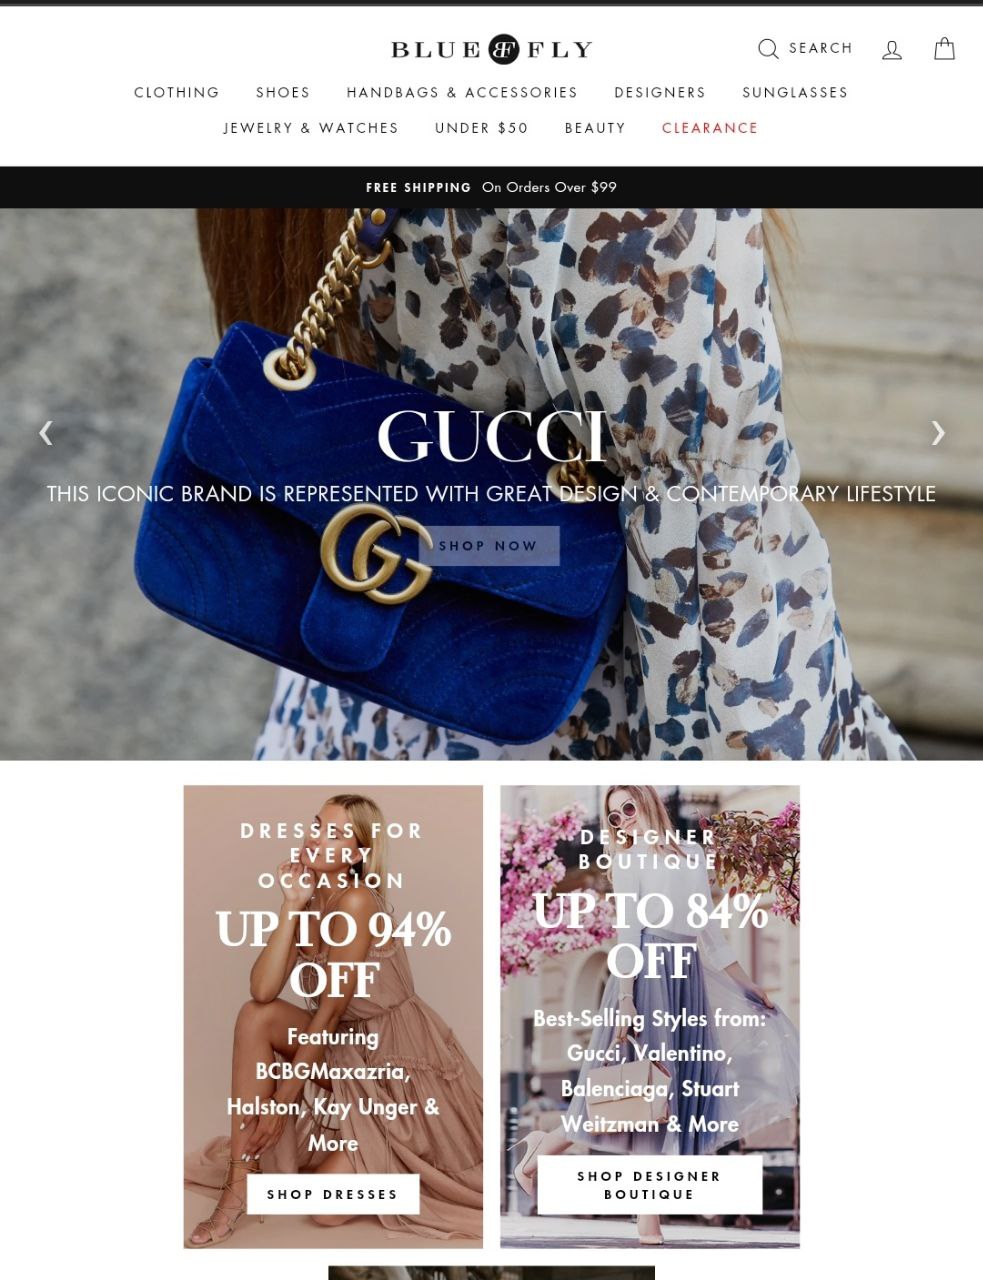 BLUE FLY
SEARCH
CLOTHING SHOES HANDBAGS & ACCESSORIES DESIGNERS SUNGLASSES
JEWELRY & WATCHES UNDER $50 BEAUTY CLEARANCE
FREE SHIPPING On Orders Over $99
GUCCI
THIS ICONIC BRAND IS REPRESENTED WITH GREAT DESIGN & CONTEMPORARY LIFESTYLE
SHOP NOW
DRESSES FOR
EVERY
OCCASION
UP TO 94%
OFF
Featuring
BCBGMaxazria,
Halston, Kay Unger &
More
SHOP DRESSES
DESIGNER
BOUTIQUE
UP TO 84%
OFF
Best-Selling Styles from:
Gucci, Valentino,
Balenciaga, Stuart
Weitzman & More
SHOP DESIGNER
BOUTIQUE